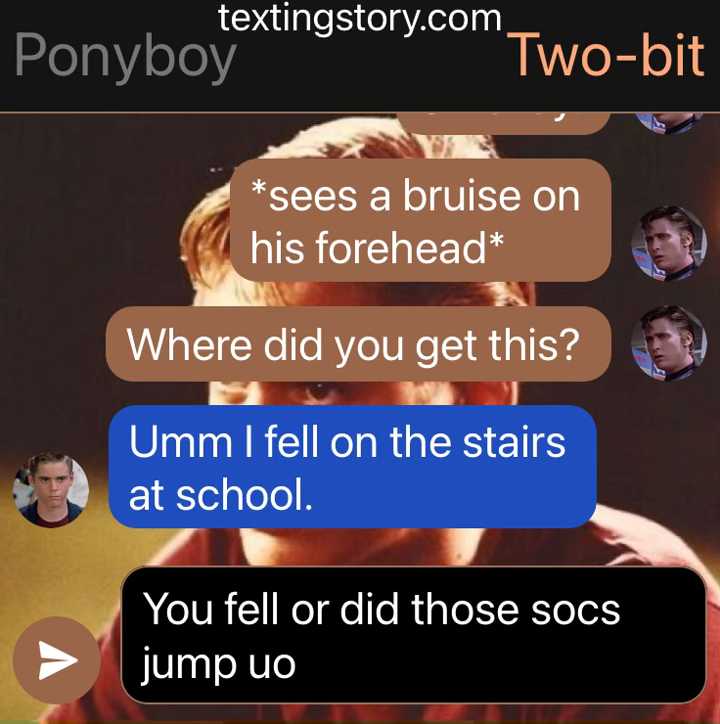 textingstory.com
Ponyboy
Two-bit
*sees a bruise on
his forehead*
Where did you get this?
Umm I fell on the stairs
at school.
You fell or did those socs
jump uo